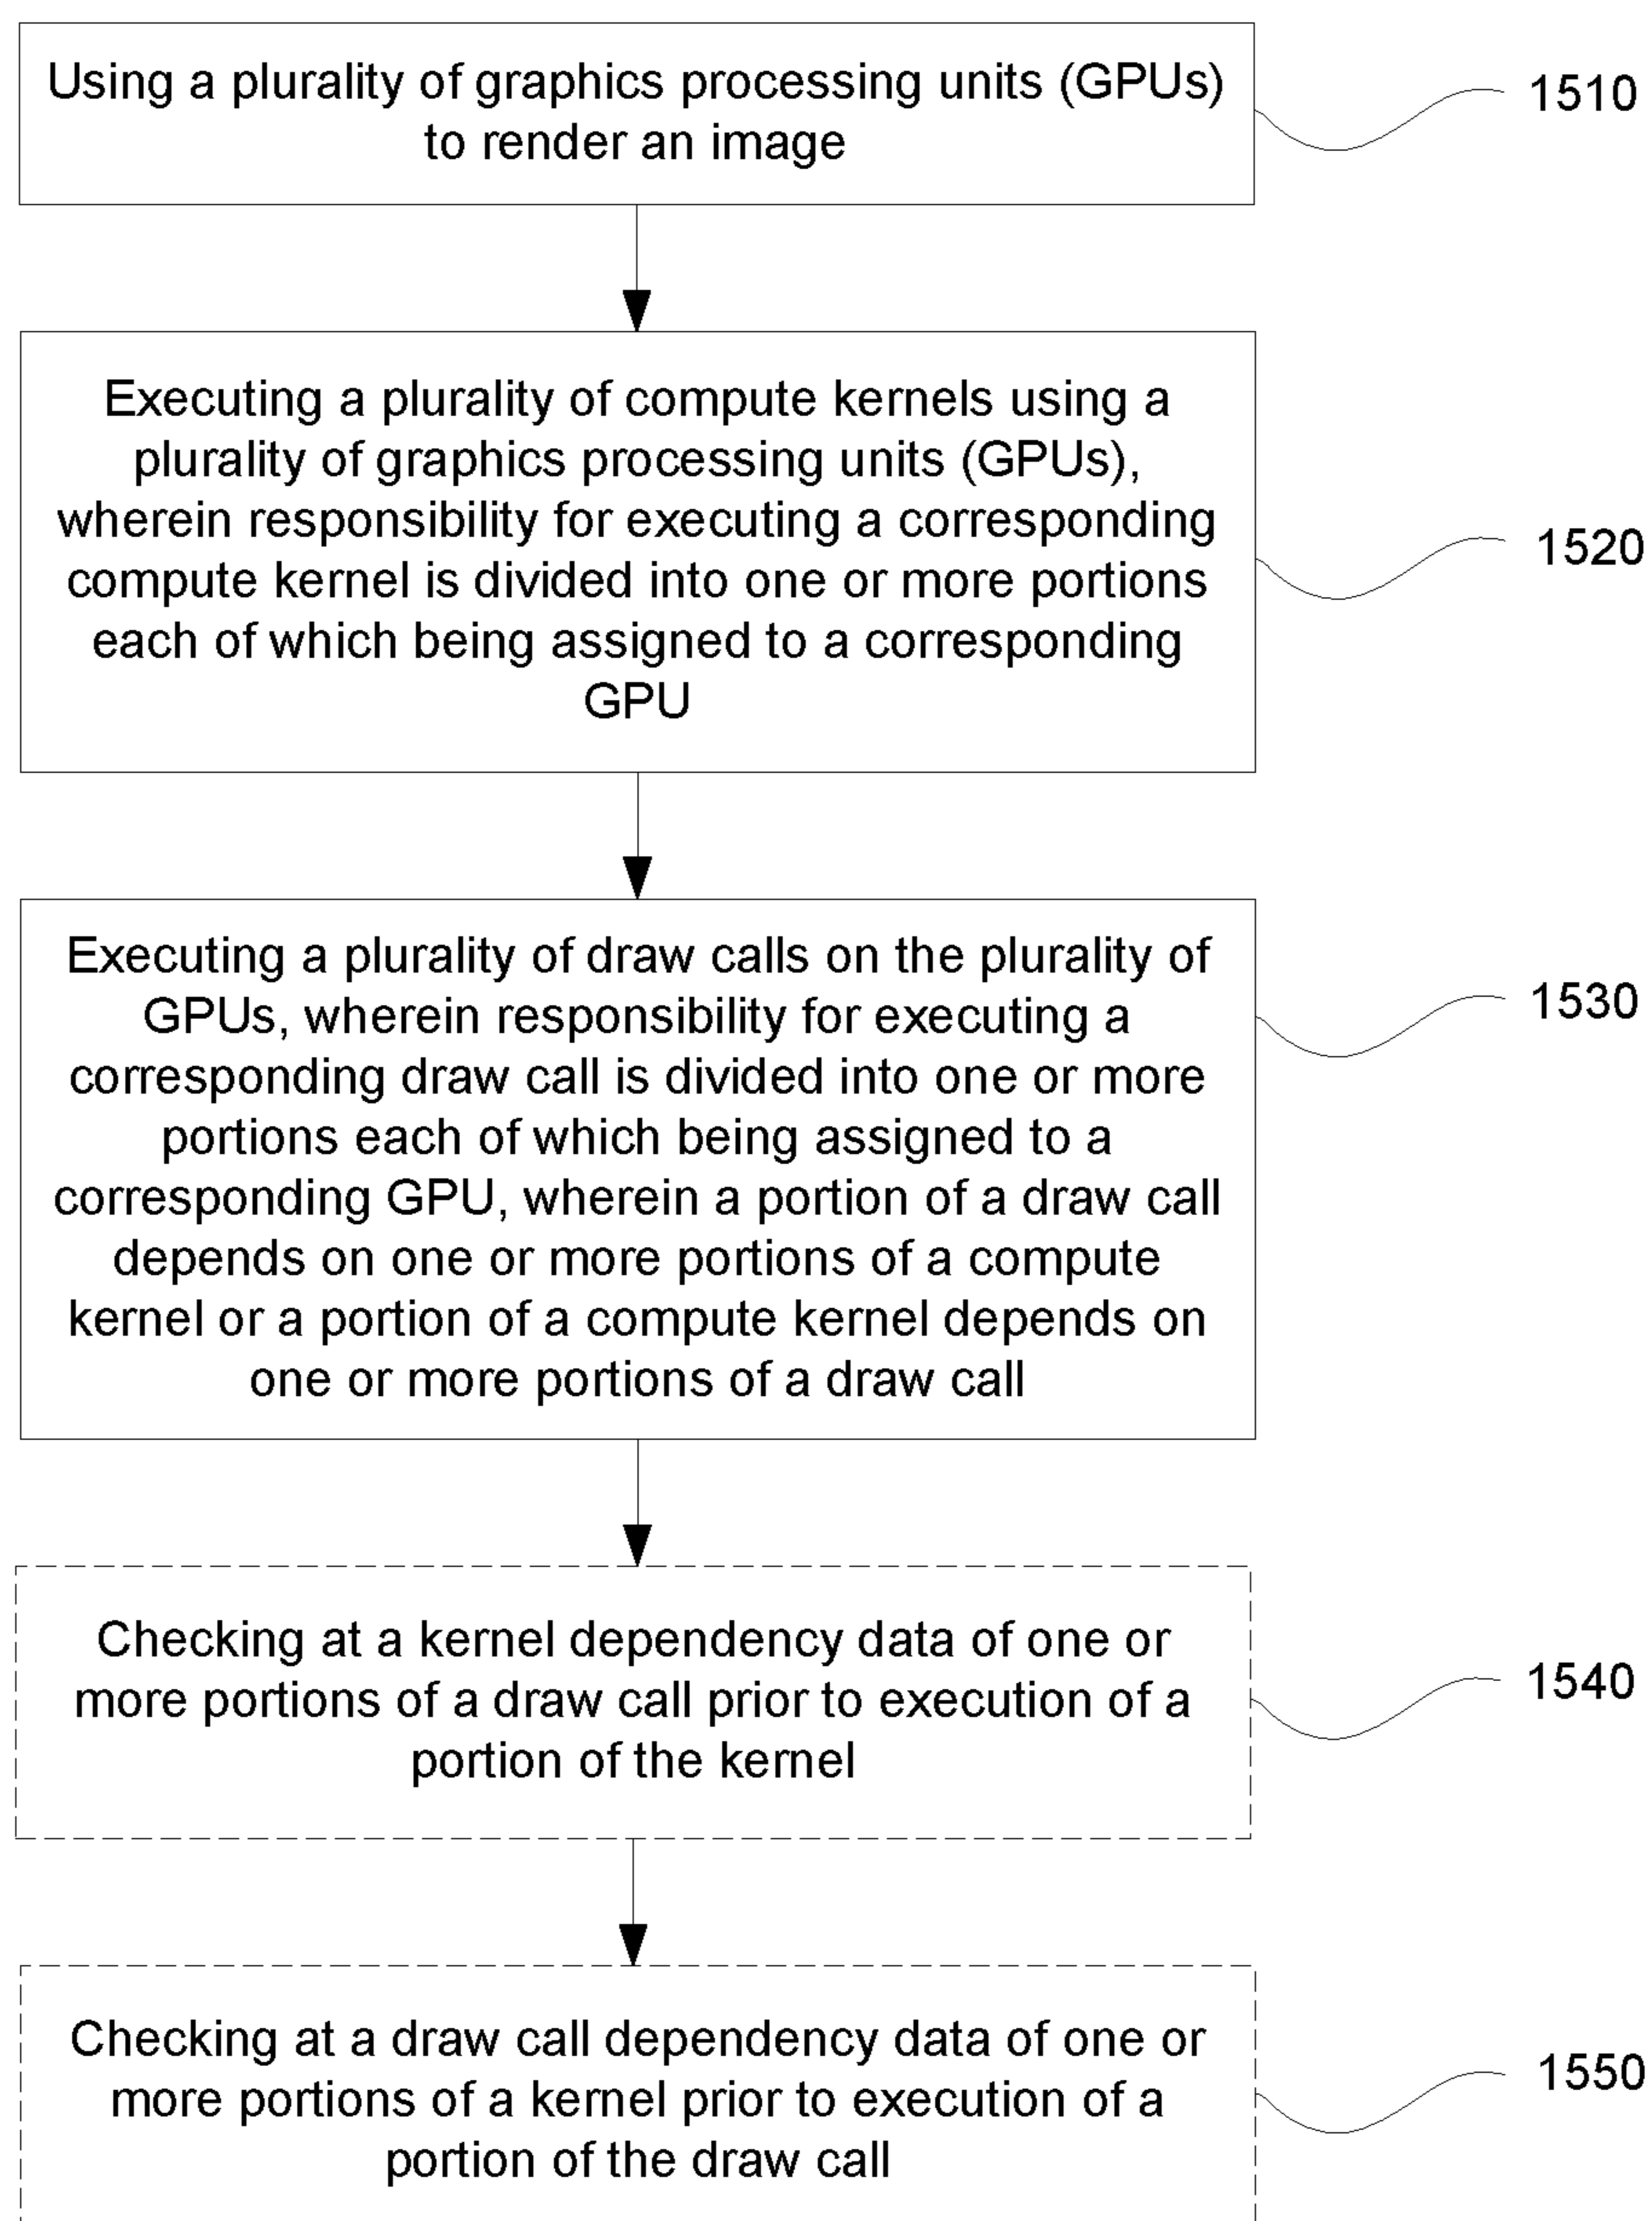 Using a plurality of graphics processing units (GPUs)
to render an image
1510
Executing a plurality of compute kernels using a
plurality of graphics processing units (GPUs),
wherein responsibility for executing a corresponding
compute kernel is divided into one or more portions
each of which being assigned to a corresponding
GPU
1520
Executing a plurality of draw calls on the plurality of
GPUs, wherein responsibility for executing a
corresponding draw call is divided into one or more
portions each of which being assigned to a
corresponding GPU, wherein a portion of a draw call
depends on one or more portions of a compute
kernel or a portion of a compute kernel depends on
one or more portions of a draw call
1530
Checking at a kernel dependency data of one or
more portions of a draw call prior to execution of a
portion of the kernel
1540
Checking at a draw call dependency data of one or
more portions of a kernel prior to execution of a
portion of the draw call
1550